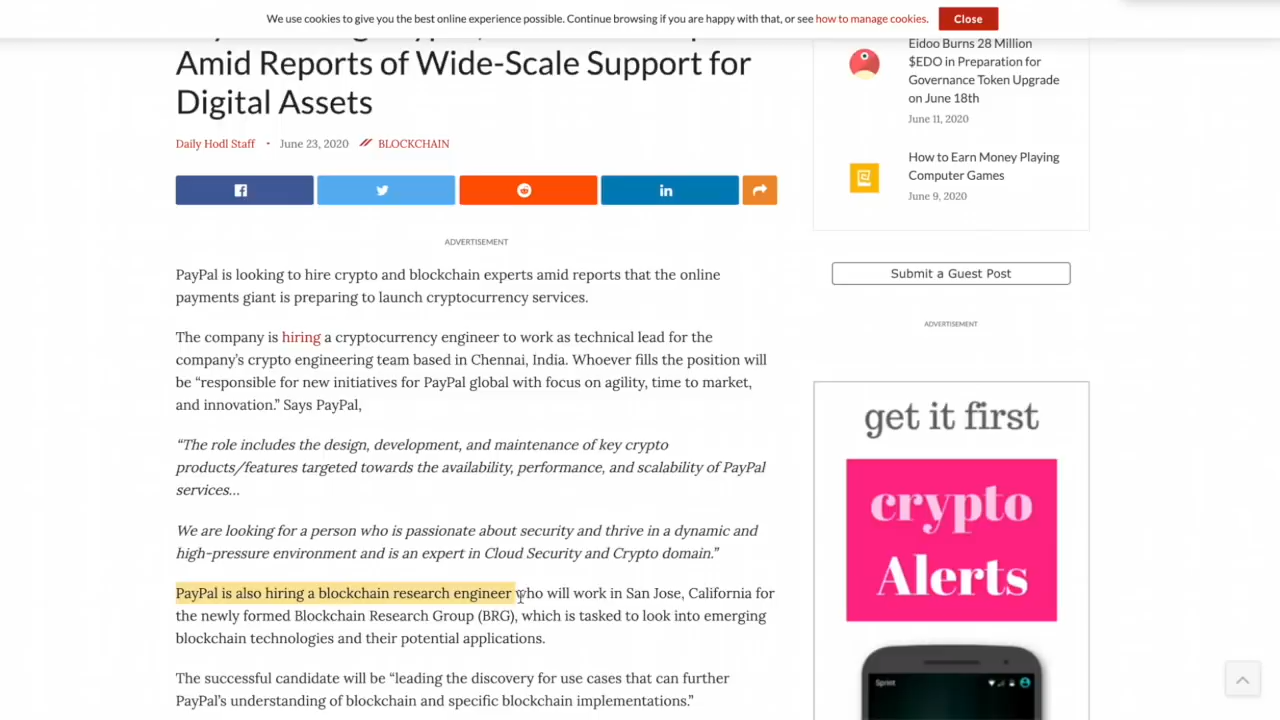 We use cookies to give you the best online experience possible. Continue browsing if you are happy with that, or see how to manage cookies.
Close
Amid Reports of Wide-Scale Support for
Digital Assets
Daily Hodl Staff • June 23, 2020 // BLOCKCHAIN
ADVERTISEMENT
PayPal is looking to hire crypto and blockchain experts amid reports that the online
payments giant is preparing to launch cryptocurrency services.
The company is hiring a cryptocurrency engineer to work as technical lead for the
company’s crypto engineering team based in Chennai, India. Whoever fills the position will
be “responsible for new initiatives for PayPal global with focus on agility, time to market,
and innovation.” Says PayPal,
“The role includes the design, development, and maintenance of key crypto
products/features targeted towards the availability, performance, and scalability of PayPal
services…
We are looking for a person who is passionate about security and thrive in a dynamic and
high-pressure environment and is an expert in Cloud Security and Crypto domain.”
PayPal is also hiring a blockchain research engineer who will work in San Jose, California for
the newly formed Blockchain Research Group (BRG), which is tasked to look into emerging
blockchain technologies and their potential applications.
The successful candidate will be “leading the discovery for use cases that can further
PayPal’s understanding of blockchain and specific blockchain implementations.”
Eidoo Burns 28 Million
$EDO in Preparation for
Governance Token Upgrade
on June 18th
June 11, 2020
How to Earn Money Playing
Computer Games
June 9, 2020
Submit a Guest Post
ADVERTISEMENT
get it first
crypto
Alerts
Sprint